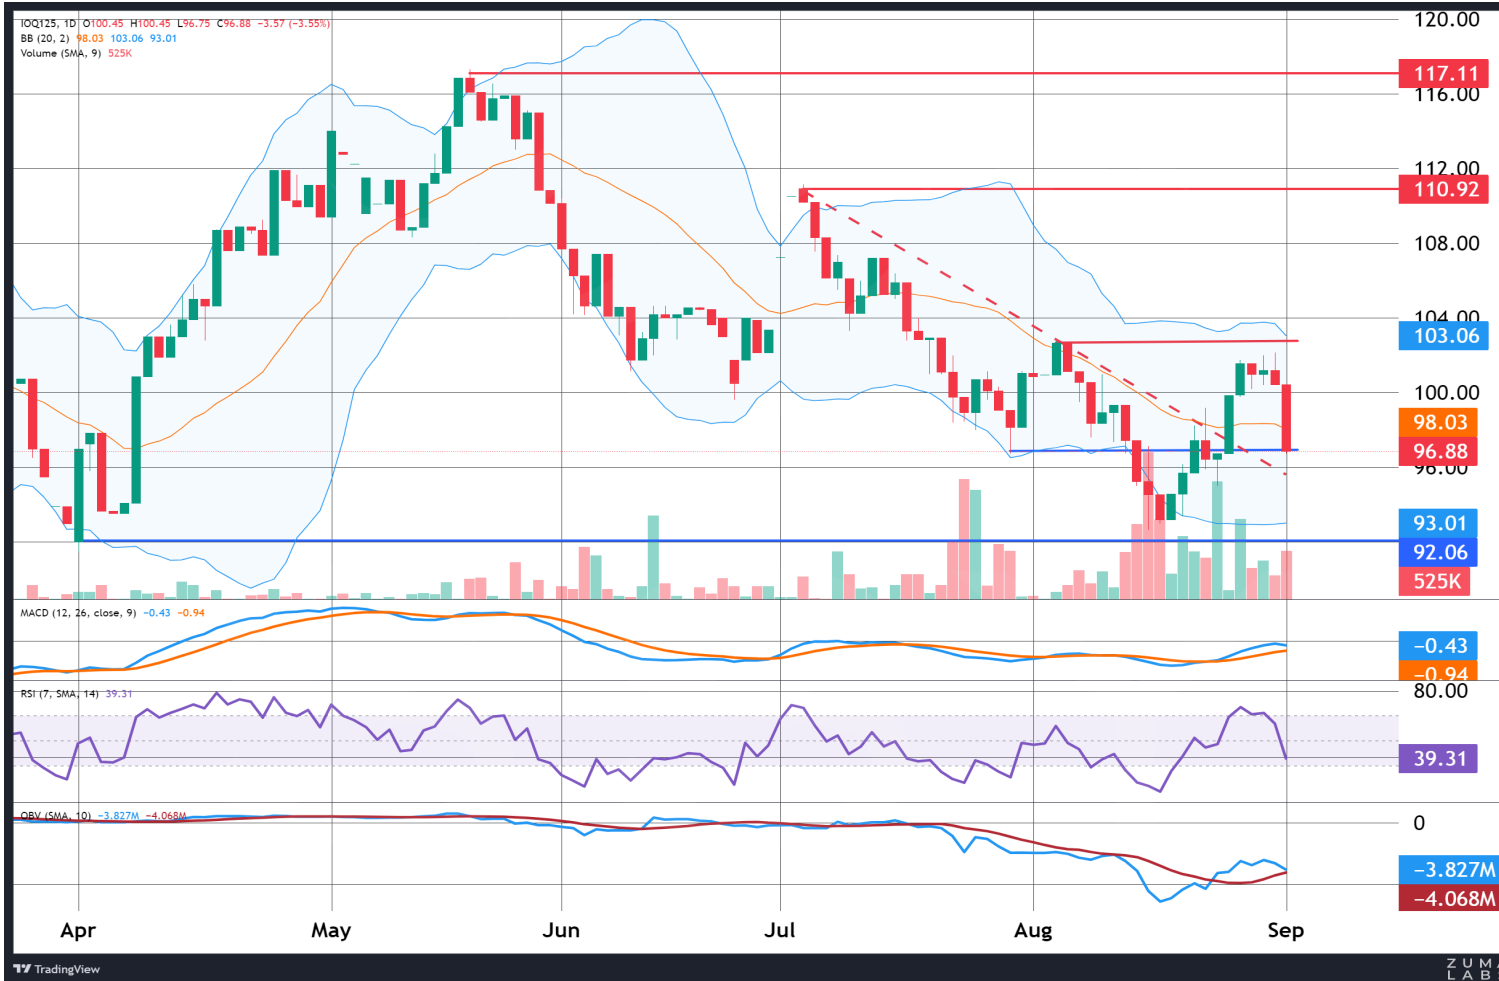 IOQ125, 1D O100.45 H100.45 L96.75 C96.88 −3.57 (−3.55%)
BB (20, 2) 98.03 103.06 93.01
Volume (SMA, 9) 525K
120.00
117.11
116.00
112.00
110.92
108.00
104.00
103.06
100.00
98.03
96.88
96.00
93.01
92.06
525K
MACD (12, 26, close, 9) −0.43 −0.94
−0.43
−0.94
RSI (7, SMA, 14) 39.31
80.00
39.31
OBV (SMA, 10) −3.827M −4.068M
0
−3.827M
−4.068M
Apr May Jun Jul Aug Sep
TradingView
ZUMA
LABS